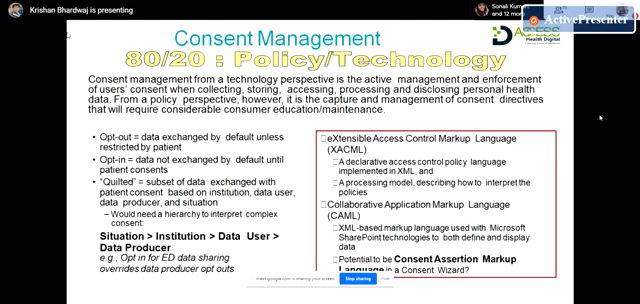 Krishan Bhardwaj is presenting
and 12 more
ActivePresenter
Consent Management
ACCESS
Health Digital
80/20 : Policy/Technology
Consent management from a technology perspective is the active management and enforcement
of users' consent when collecting, storing, accessing, processing and disclosing personal health
data. From a policy perspective, however, it is the capture and management of consent directives
that will require considerable consumer education/maintenance.
• Opt-out = data exchanged by
default unless
restricted by patient
• Opt-in = data not exchanged by
default until
patient consents
• "Quilted" = subset of data exchanged with
patient consent based on institution, data user,
data producer, and situation
– Would need a hierarchy to interpret complex
consent:
Situation > Institution > Data User >
Data Producer
e.g., Opt in for ED data sharing
overrides data producer opt outs
eXtensible Access Control Markup Language
(XACML)
A declarative access control policy language
implemented in XML, and
A processing model, describing how to interpret the
policies
Collaborative Application Markup Language
(CAML)
XML-based markup language used with Microsoft
SharePoint technologies to both define and display
data
Potential to be Consent Assertion Markup
Language in a Consent Wizard?
meet.google.com is sharing your screen.
Stop sharing
Hide